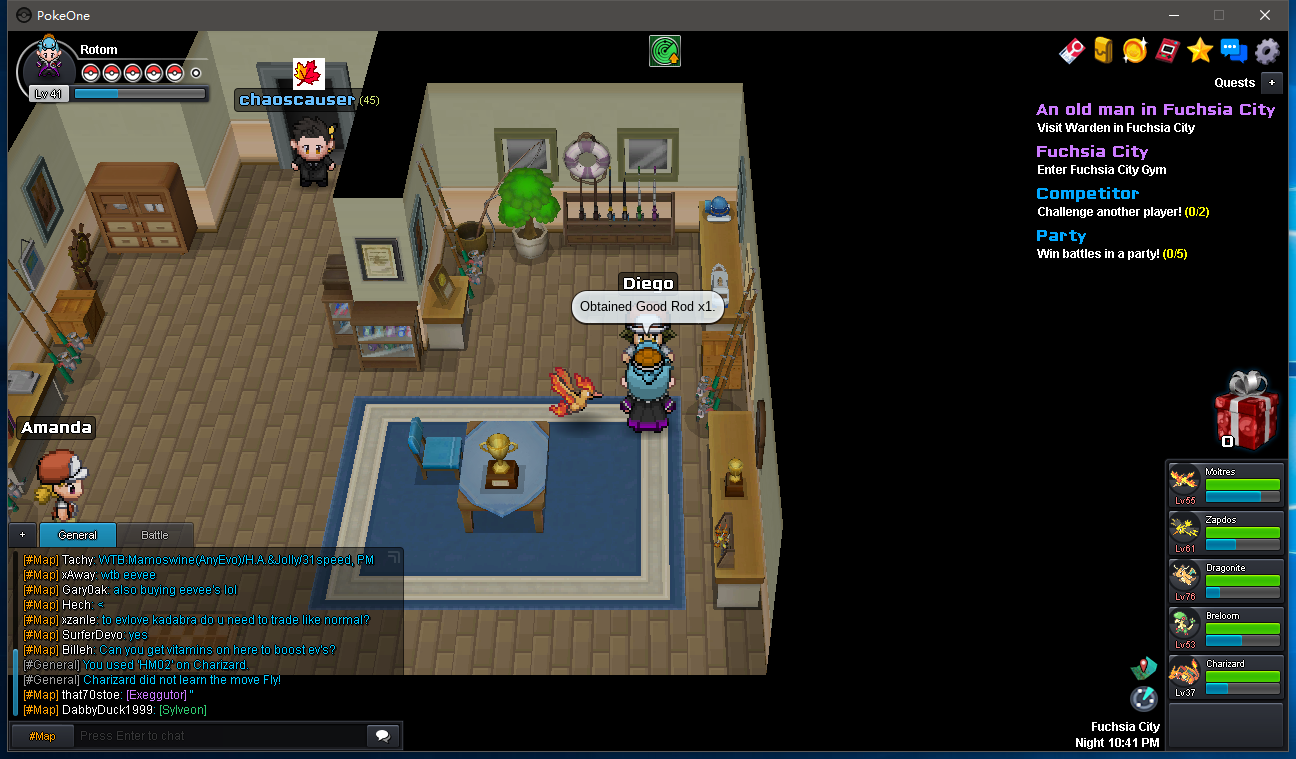 PokeOne
Rotom
Lv 41
chaoscauser (45)
Quests +
An old man in Fuchsia City
Visit Warden in Fuchsia City
Fuchsia City
Enter Fuchsia City Gym
Competitor
Challenge another player! (0/2)
Party
Win battles in a party! (0/5)
Diego
Obtained Good Rod x1.
Amanda
0
Moltres
Lv55
Zapdos
Lv61
Dragonite
Lv76
Breloom
Lv53
Charizard
Lv37
+ General Battle
[#Map] Tachy: WTB:Mamoswine(AnyEvo)/H.A.&Jolly/31speed, PM
[#Map] xAway: wtb eevee
[#Map] Gary0ak: also buying eevee's lol
[#Map] Hech: <
[#Map] xzanle: to evlove kadabra do u need to trade like normal?
[#Map] SurferDevo: yes
[#Map] Billeh: Can you get vitamins on here to boost ev's?
[#General] You used 'HM02' on Charizard.
[#General] Charizard did not learn the move Fly!
[#Map] that70stoe: [Exeggutor] "
[#Map] DabbyDuck1999: [Sylveon]
#Map Press Enter to chat
Fuchsia City
Night 10:41 PM